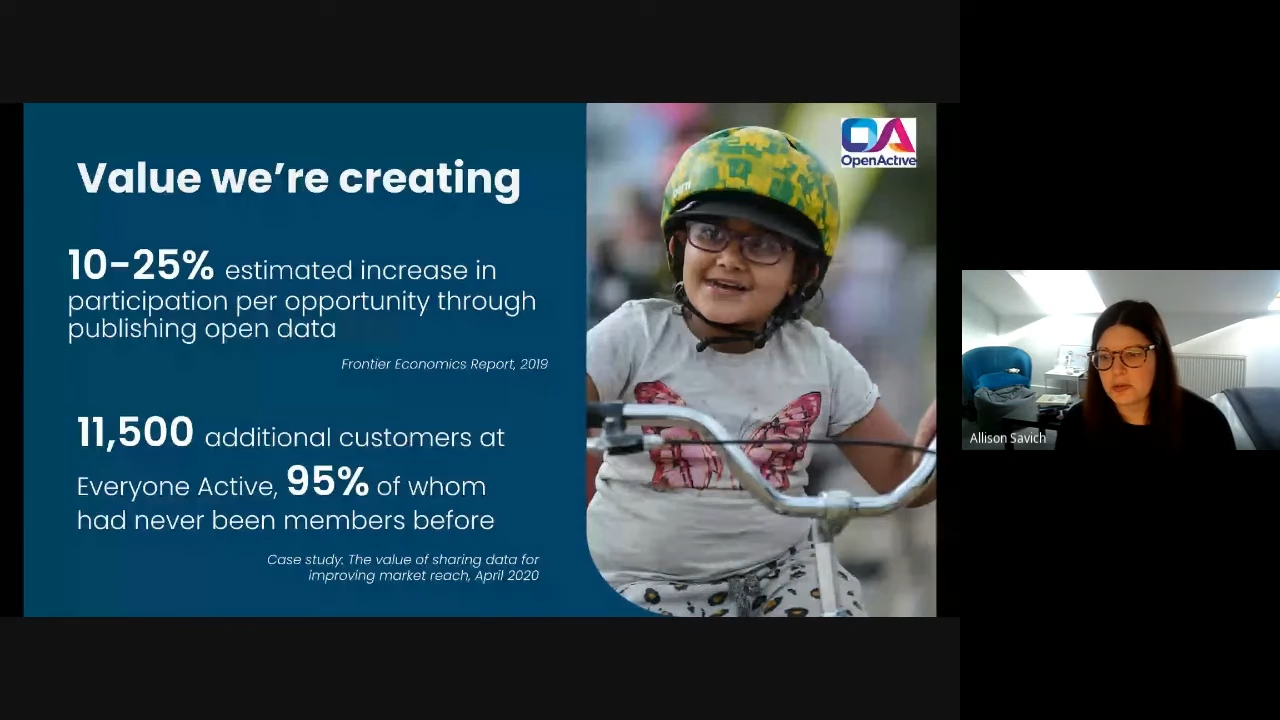 Value we're creating
10-25% estimated increase in
participation per opportunity through
publishing open data
Frontier Economics Report, 2019
11,500 additional customers at
Everyone Active, 95% of whom
had never been members before
Case study: The value of sharing data for
improving market reach, April 2020
OA
OpenActive
Allison Savich